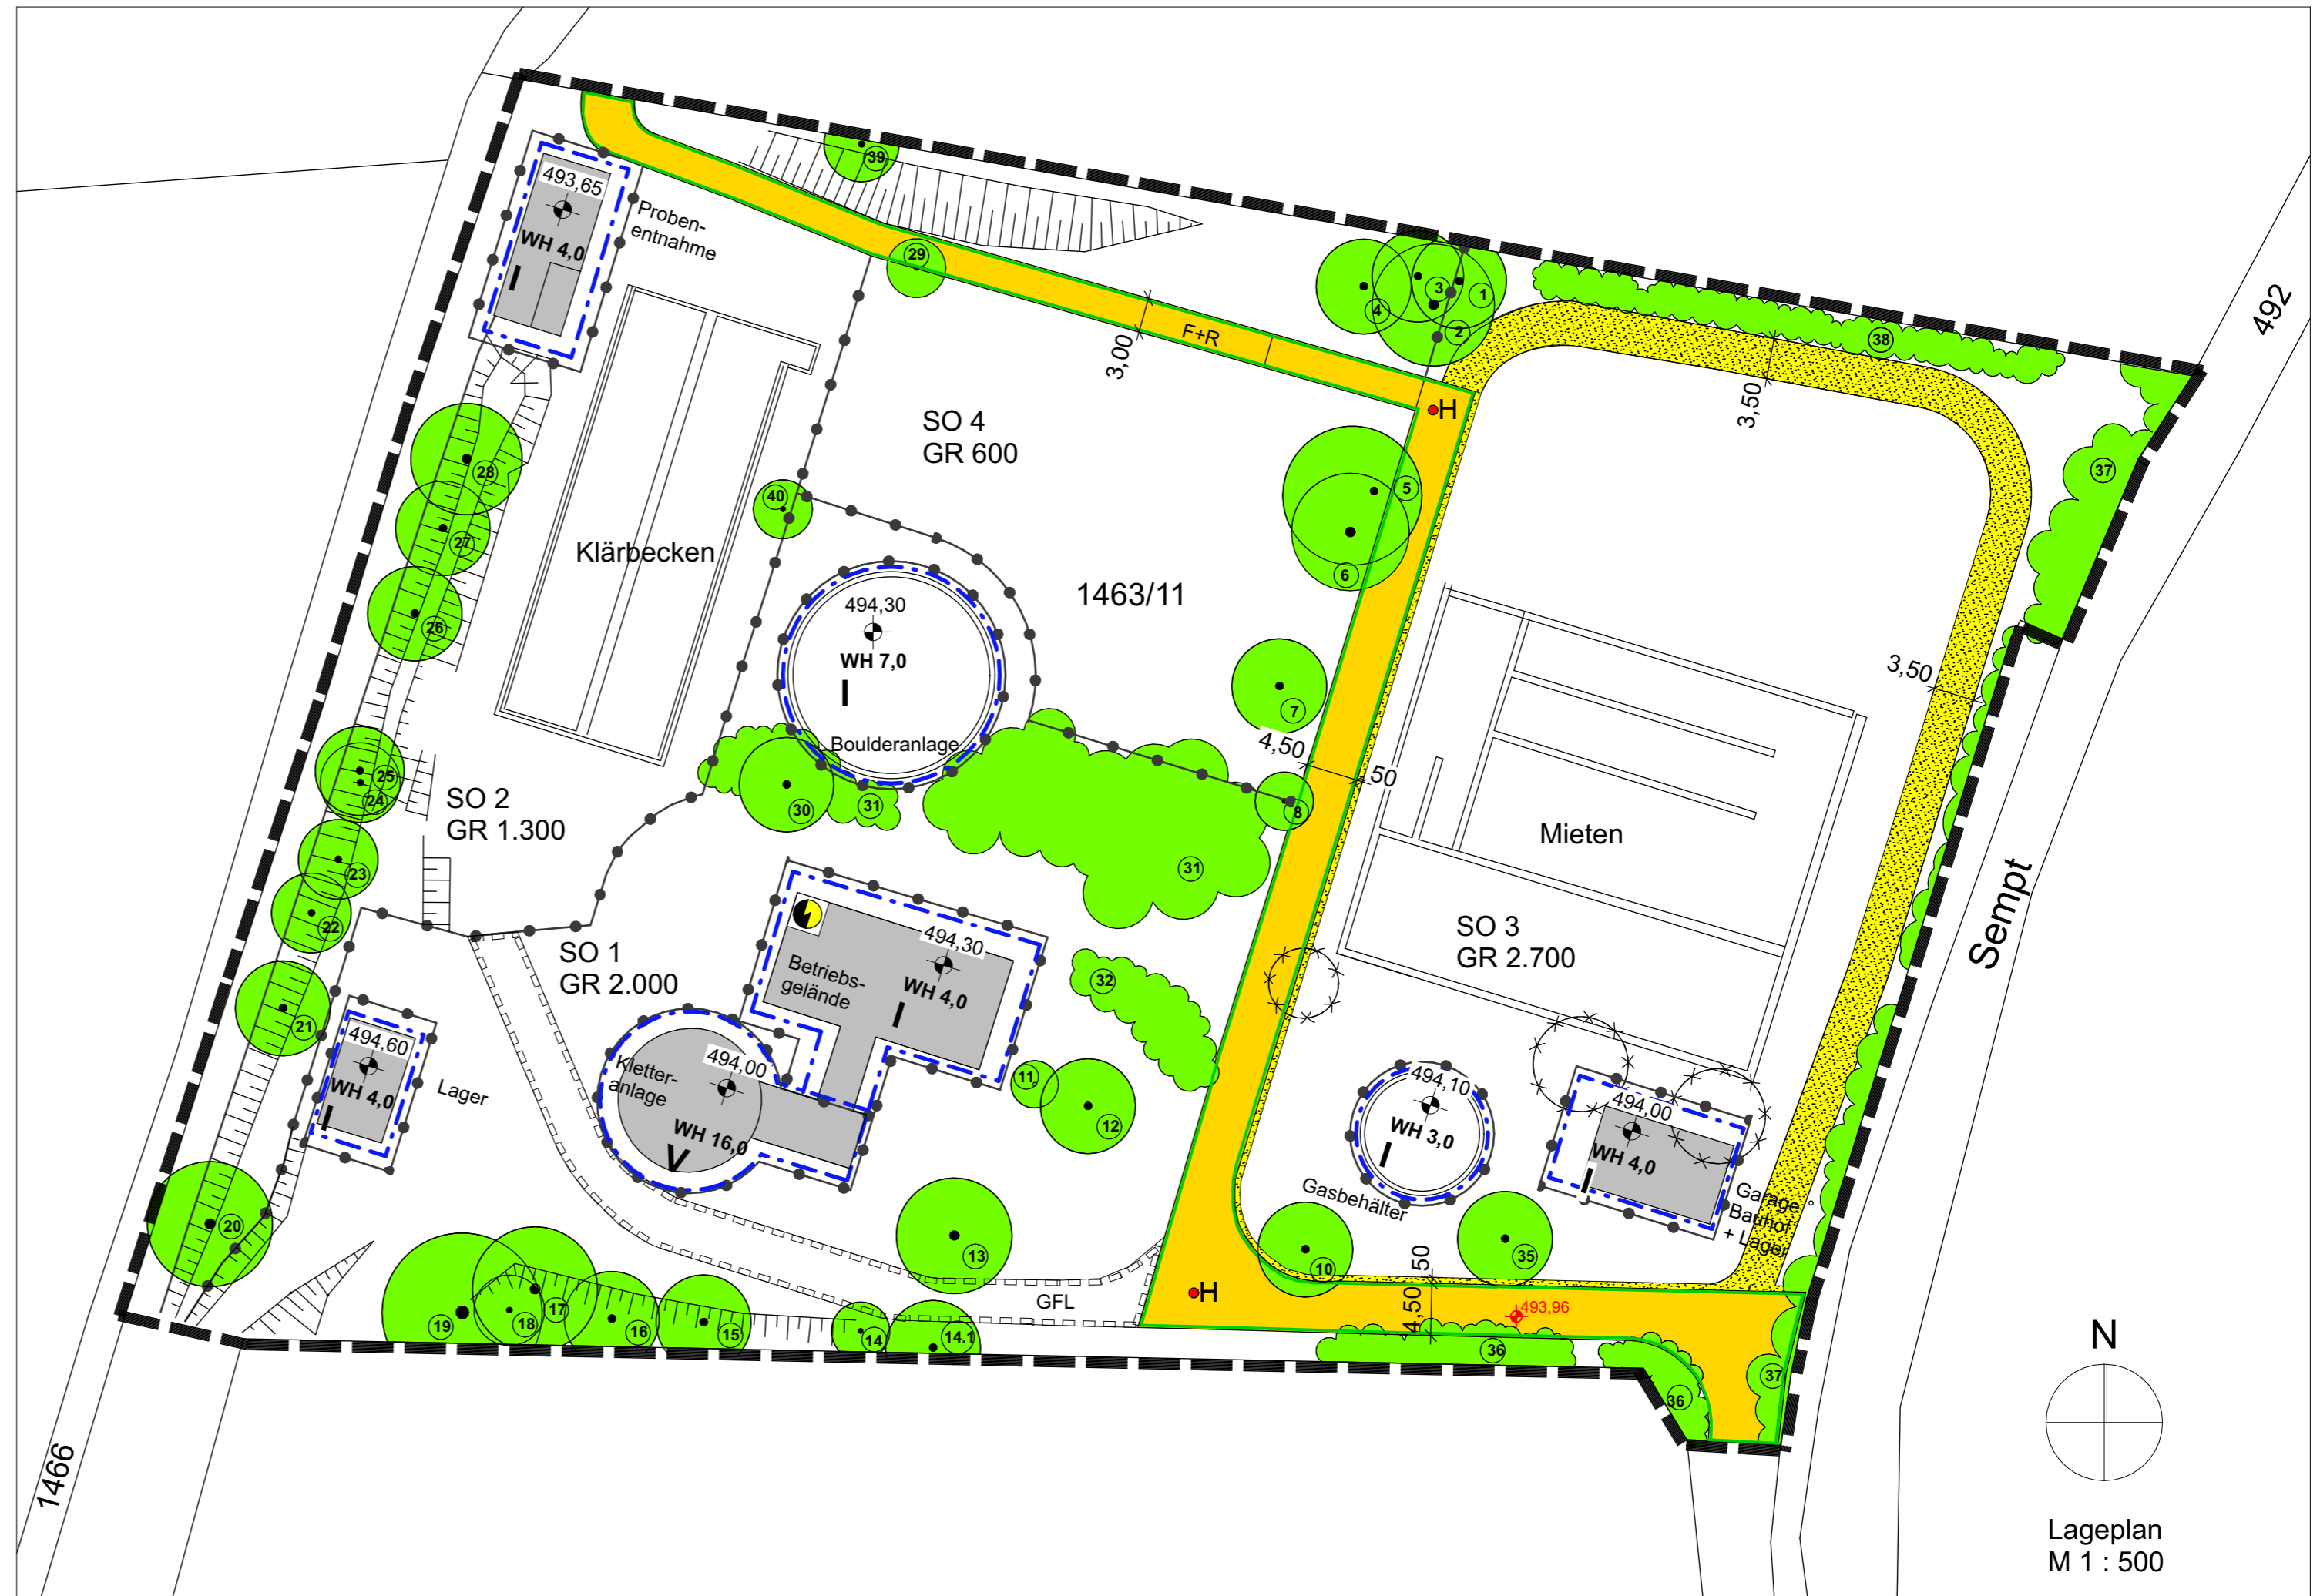 39
493,65
WH 4,0
I
Proben-
entnahme
29
F+R
3,00
4
3
1
2
38
3,50
492
37
H
SO 4
GR 600
5
6
28
27
26
40
Klärbecken
494,30
WH 7,0
I
Boulderanlage
1463/11
7
4,50
50
3,50
25
24
23
22
21
SO 2
GR 1.300
30
31
8
31
Mieten
Sempt
SO 1
GR 2.000
Betriebs-
gelände
494,30
WH 4,0
I
32
SO 3
GR 2.700
494,60
WH 4,0
I
Lager
Kletter-
anlage
494,00
WH 16,0
V
11
12
494,10
WH 3,0
I
Gasbehälter
494,00
WH 4,0
I
Garage
Bauhof
+ Lager
20
13
10
35
19
18
17
16
15
14
14.1
GFL
H
50
4,50
493,96
36
36
37
1466
N
Lageplan
M 1 : 500